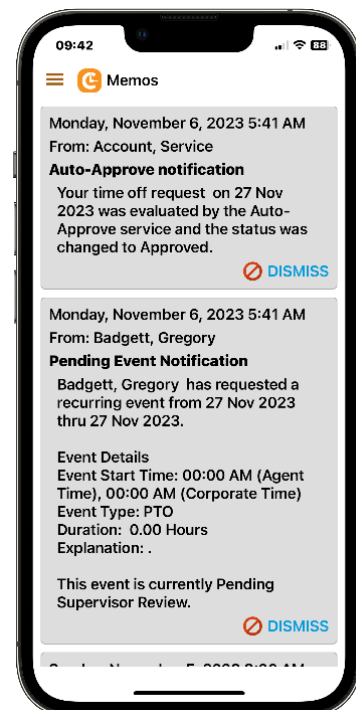 09:42
88
Memos
Monday, November 6, 2023 5:41 AM
From: Account, Service
Auto-Approve notification
Your time off request  on 27 Nov
2023 was evaluated by the Auto-
Approve service and the status was
changed to Approved.
DISMISS
Monday, November 6, 2023 5:41 AM
From: Badgett, Gregory
Pending Event Notification
Badgett, Gregory  has requested a
recurring event from 27 Nov 2023
thru 27 Nov 2023.
Event Details
Event Start Time: 00:00 AM (Agent
Time), 00:00 AM (Corporate Time)
Event Type: PTO
Duration:  0.00 Hours
Explanation: .
This event is currently Pending
Supervisor Review.
DISMISS